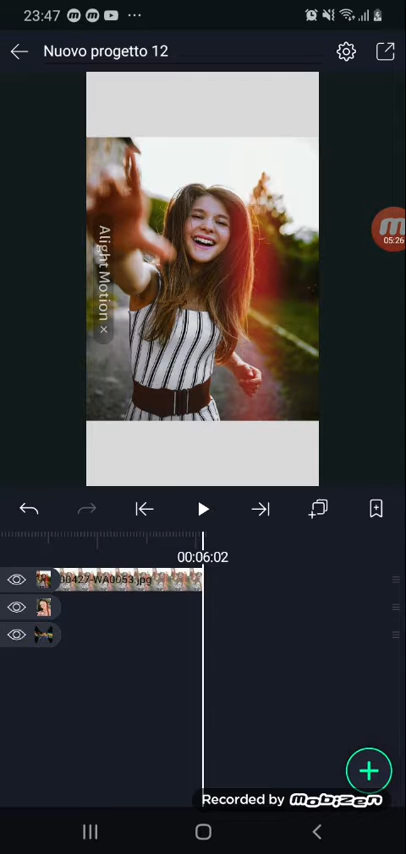 23:47
Nuovo progetto 12
Alight Motion ×
05:26
00:06:02
00427-WA0053.jpg
Recorded by mobizen